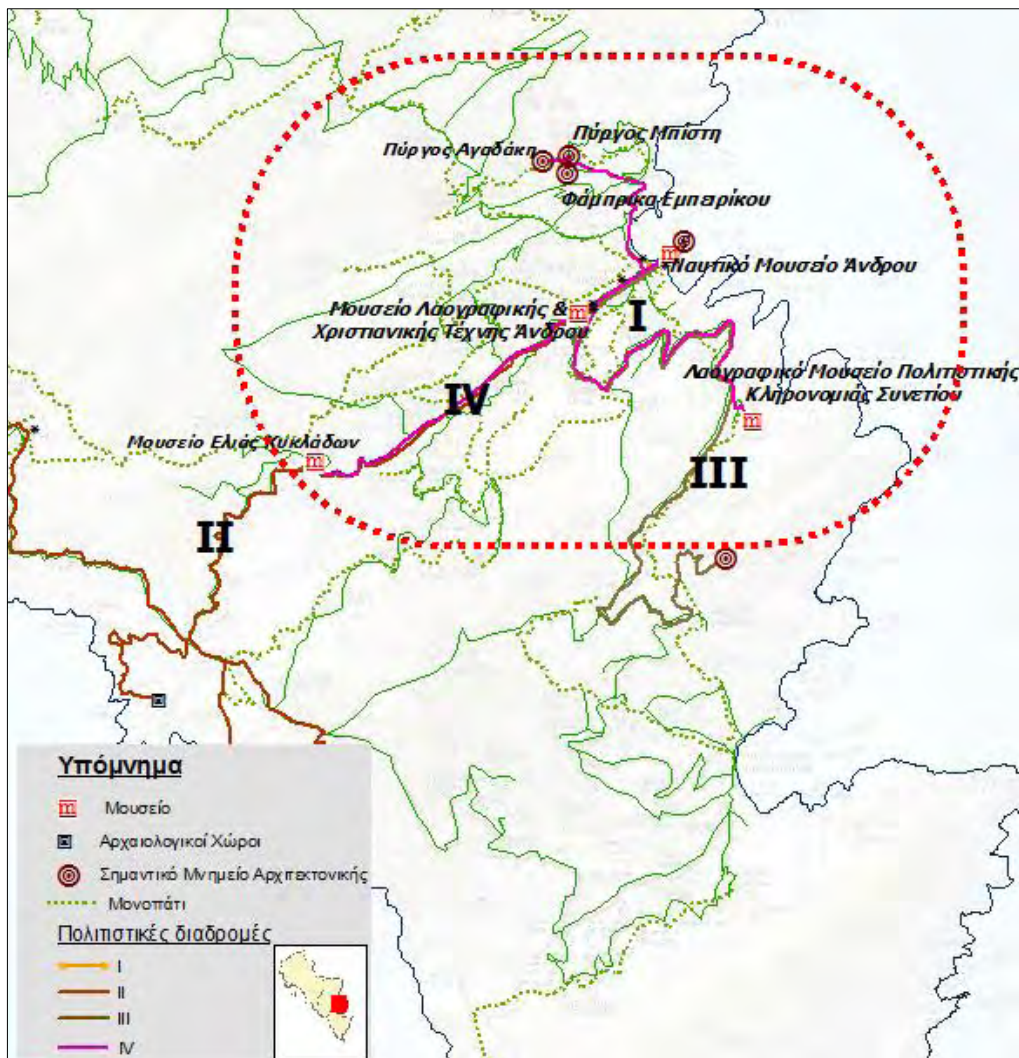 Πύργος Μπίστη
Πύργος Αγαδάκη
Φάμπρικα Εμπειρίκου
Ναυτικό Μουσείο Άνδρου
Μουσείο Λαογραφικής &
Χριστιανικής Τέχνης Άνδρου
I
Λαογραφικό Μουσείο Πολιτιστικής
Κληρονομιάς Συνετίου
IV
Μουσείο Ελιάς Κυκλάδων
III
II
Υπόμνημα
m Μουσείο
Αρχαιολογικοί Χώροι
Σημαντικό Μνημείο Αρχιτεκτονικής
Μονοπάτι
Πολιτιστικές διαδρομές
I
II
III
IV